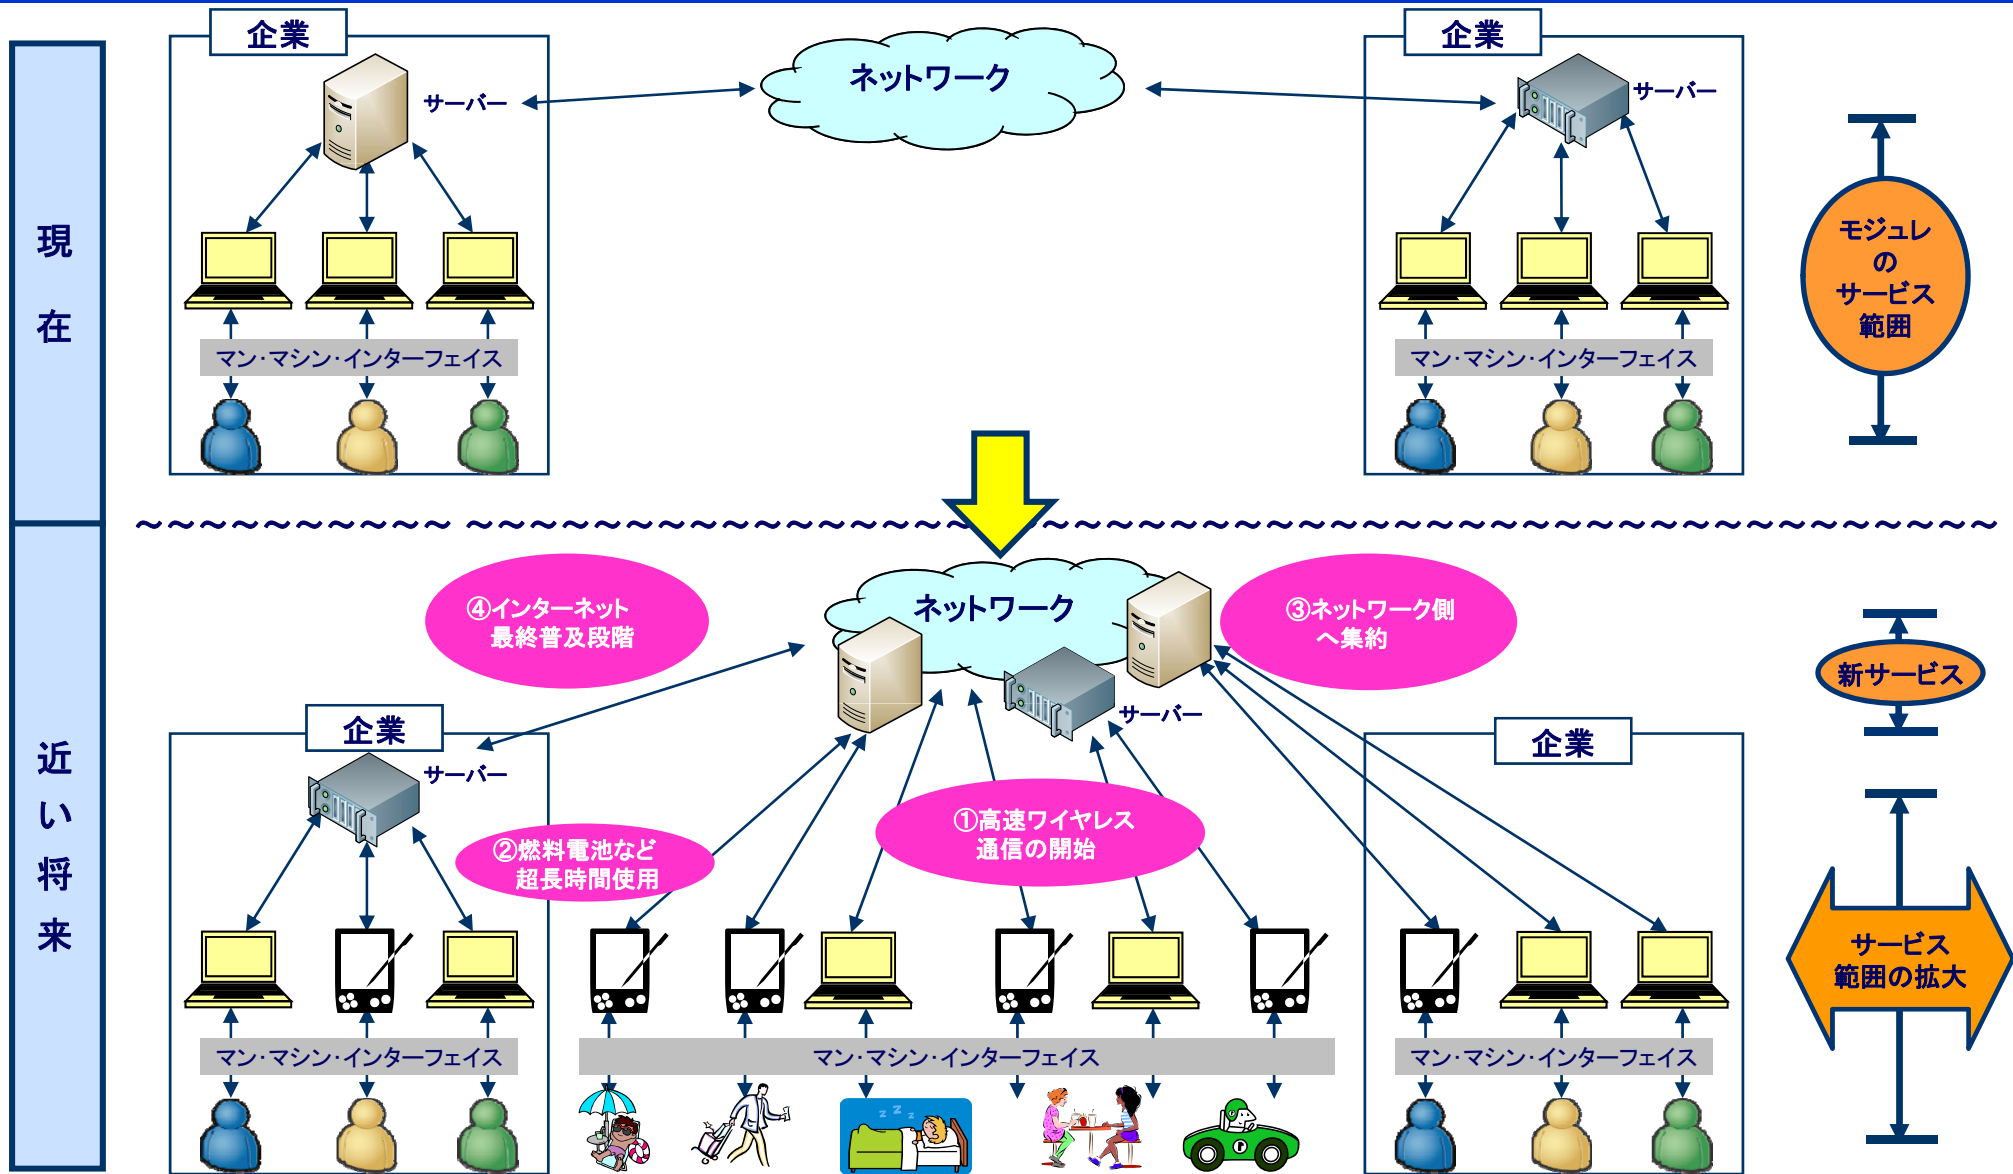 企業
企業
ネットワーク
サーバー
サーバー
現
在
モジュレ
の
サービス
範囲
マン・マシン・インターフェイス
マン・マシン・インターフェイス
④インターネット
最終普及段階
ネットワーク
③ネットワーク側
へ集約
新サービス
サーバー
企業
企業
サーバー
近
い
将
来
①高速ワイヤレス
通信の開始
②燃料電池など
超長時間使用
サービス
範囲の拡大
マン・マシン・インターフェイス
マン・マシン・インターフェイス
マン・マシン・インターフェイス
z z z
P